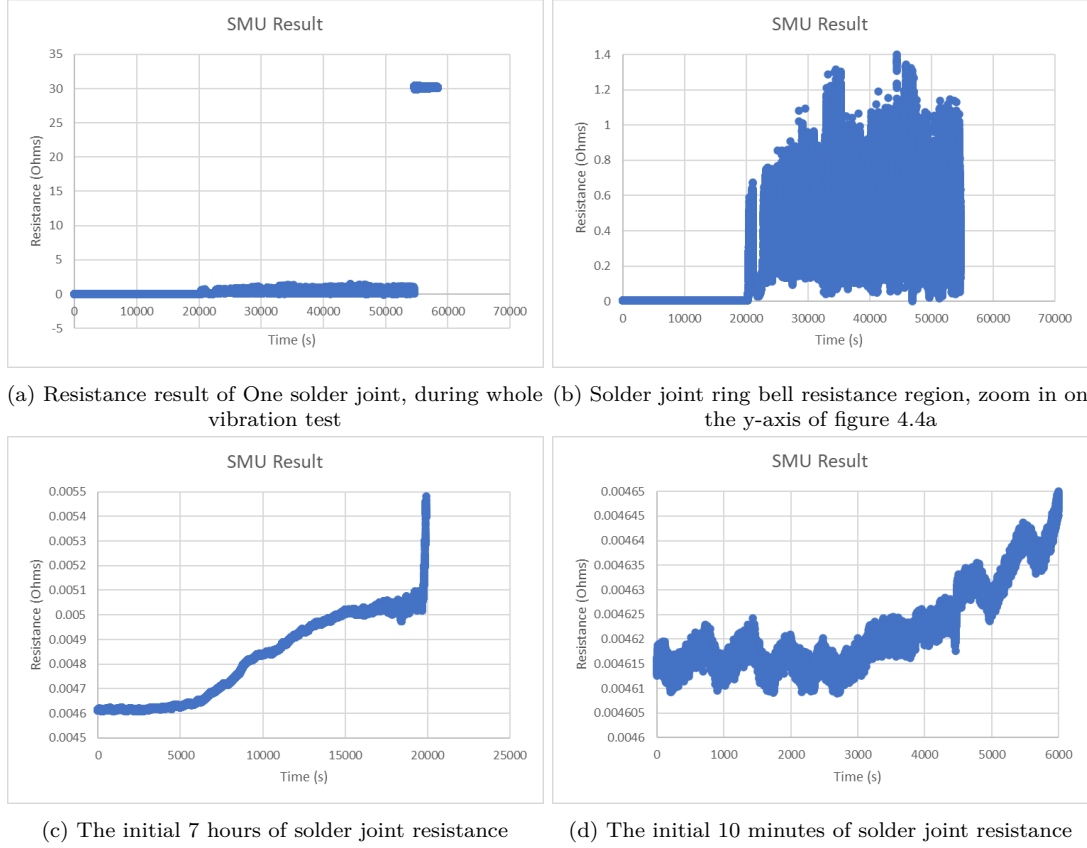 SMU Result
35
30
25
20
15
10
5
0
-5
0 10000 20000 30000 40000 50000 60000 70000
Resistance (Ohms)
Time (s)
SMU Result
1.4
1.2
1
0.8
0.6
0.4
0.2
0
0 10000 20000 30000 40000 50000 60000 70000
Resistance (Ohms)
Time (s)
(a) Resistance result of One solder joint, during whole
vibration test
(b) Solder joint ring bell resistance region, zoom in on
the y-axis of figure 4.4a
SMU Result
0.0055
0.0054
0.0053
0.0052
0.0051
0.005
0.0049
0.0048
0.0047
0.0046
0.0045
0 5000 10000 15000 20000 25000
Resistance (Ohms)
Time (s)
SMU Result
0.00465
0.004645
0.00464
0.004635
0.00463
0.004625
0.00462
0.004615
0.00461
0.004605
0.0046
0 1000 2000 3000 4000 5000 6000
Resistance (Ohms)
Time (s)
(c) The initial 7 hours of solder joint resistance
(d) The initial 10 minutes of solder joint resistance